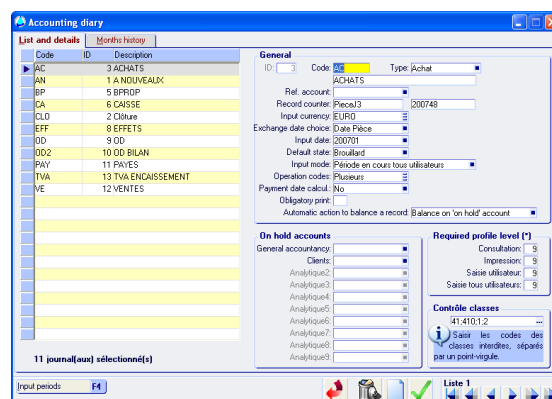 Accounting diary
List and details
Months history
Code ID Description
AC 3 ACHATS
AN 1 A NOUVEAUX
BP 5 BPROP
CA 6 CAISSE
CLO 2 Clôture
EFF 8 EFFETS
OD 9 OD
OD2 10 OD BILAN
PAY 11 PAYES
TVA 13 TVA ENCAISSEMENT
VE 12 VENTES
11 journal(aux) sélectionné(s)
General
ID: 3 Code: AC Type: Achat
ACHATS
Ref. account:
Record counter: PieceJ3 200748
Input currency: EURO
Exchange date choice: Date Pièce
Input date: 200701
Default state: Brouillard
Input mode: Période en cours tous utilisateurs
Operation codes: Plusieurs
Payment date calcul.: No
Obligatory print:
Automatic action to balance a record: Balance on 'on hold' account
On hold accounts
General accountancy:
Clients:
Analytique2:
Analytique3:
Analytique4:
Analytique5:
Analytique6:
Analytique7:
Analytique8:
Analytique9:
Required profile level (*)
Consultation: 9
Impression: 9
Saisie utilisateur: 9
Saisie tous utilisateurs: 9
Contrôle classes
41;410;1;2 ...
Saisir les codes des
classes interdites, séparés
par un point-virgule.
Input periods F4
Liste 1